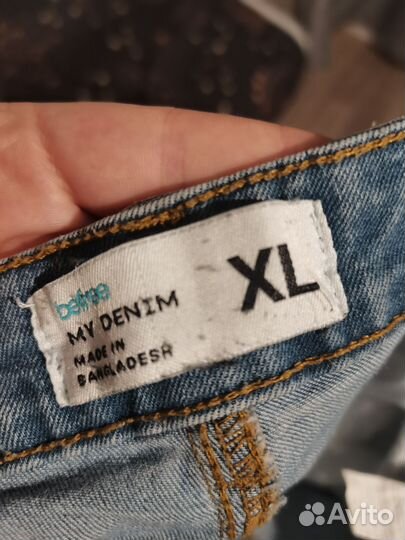 befree
MY DENIM
XL
MADE IN
BANGLADESH
Avito